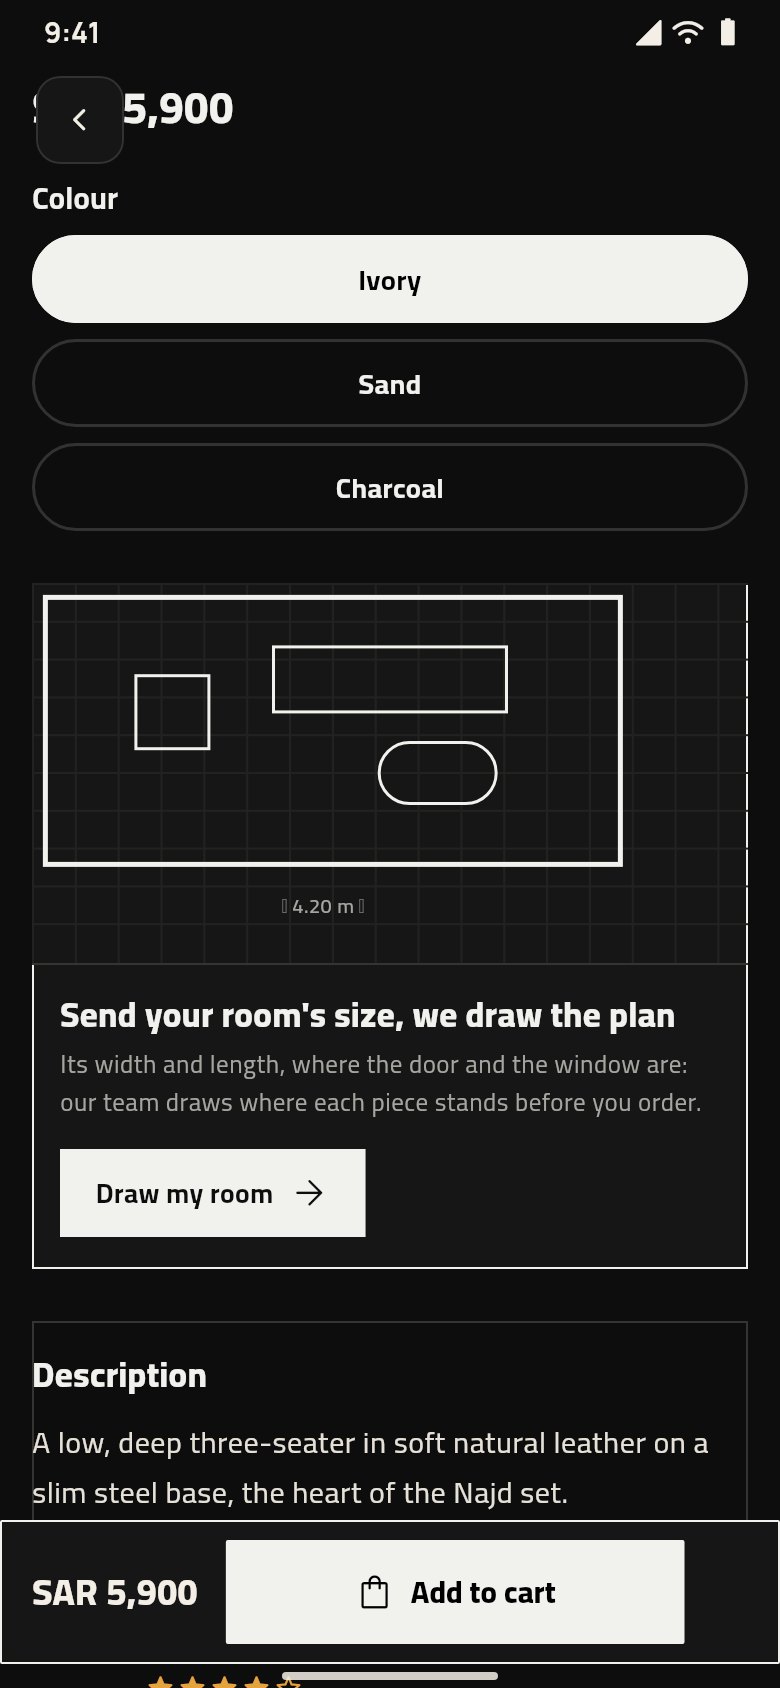 9:41
5,900
Colour
Ivory
Sand
Charcoal
4.20 m
Send your room's size, we draw the plan
Its width and length, where the door and the window are:
our team draws where each piece stands before you order.
Draw my room
Description
A low, deep three-seater in soft natural leather on a
slim steel base, the heart of the Najd set.
SAR 5,900
Add to cart